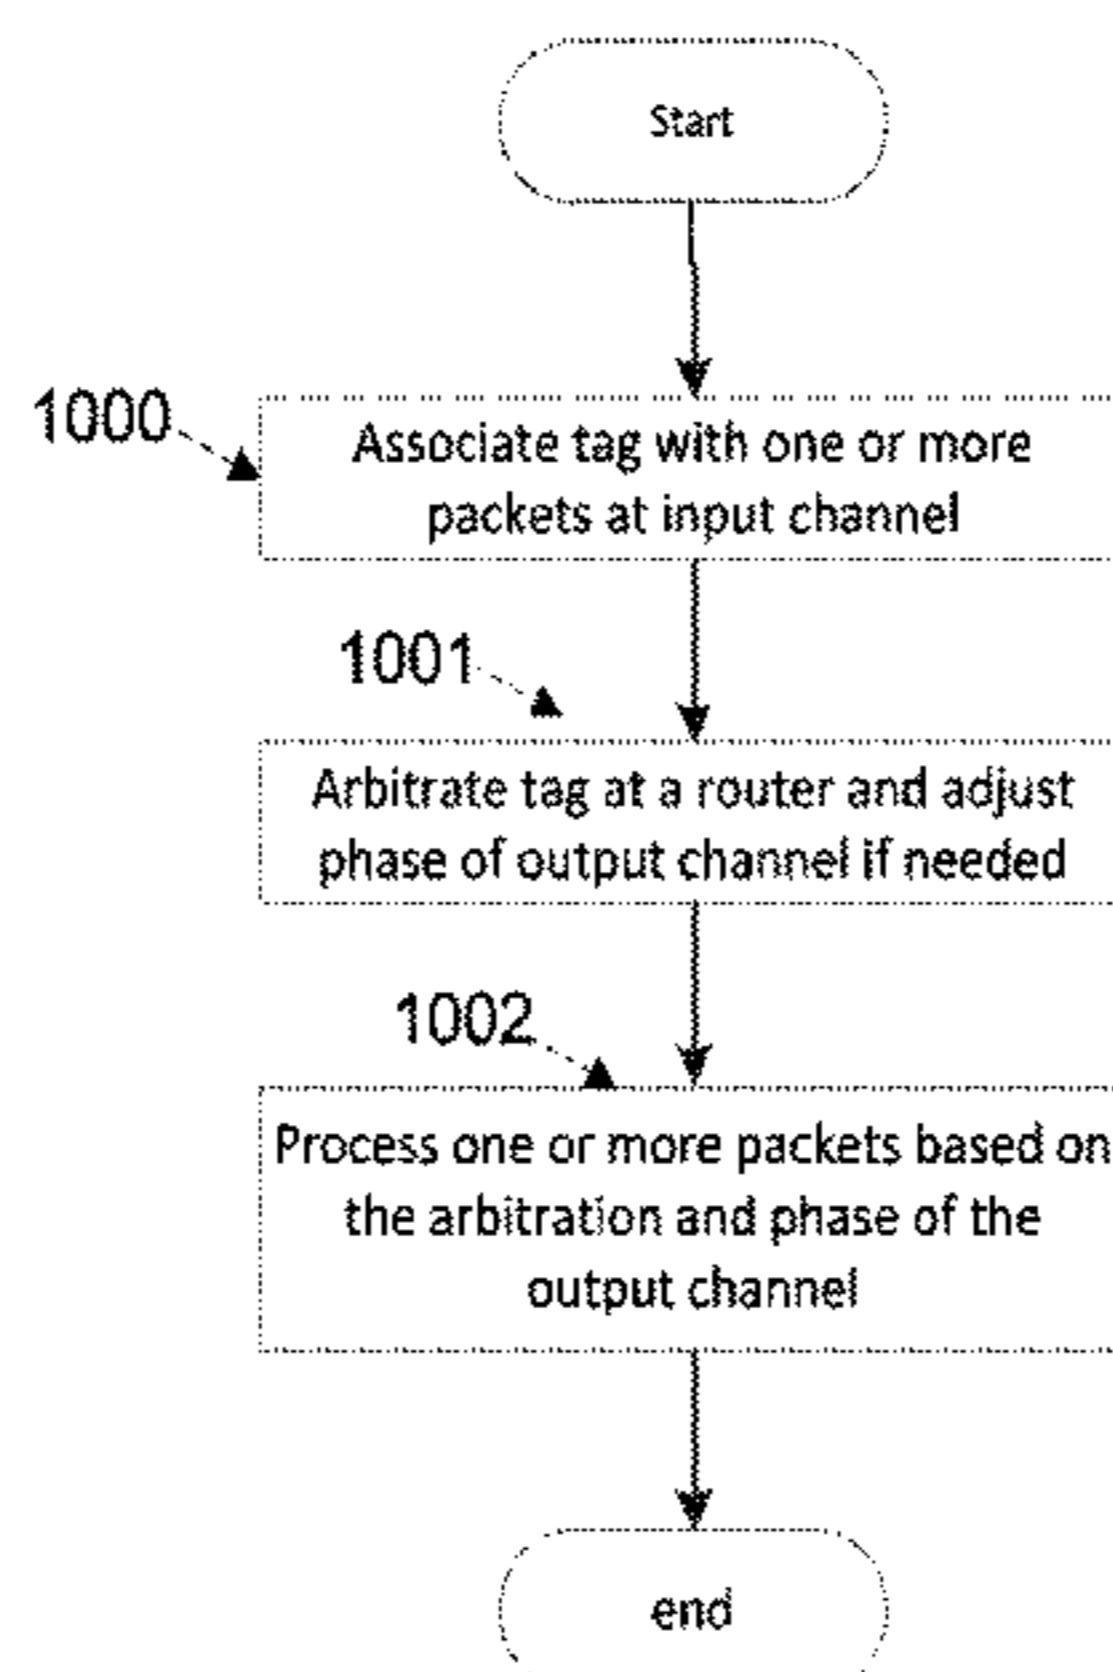 Start
1000
Associate tag with one or more
packets at input channel
1001
Arbitrate tag at a router and adjust
phase of output channel if needed
1002
Process one or more packets based on
the arbitration and phase of the
output channel
end